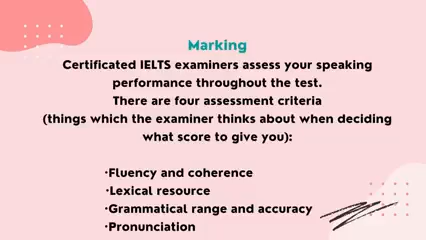 Marking
Certificated IELTS examiners assess your speaking
performance throughout the test.
There are four assessment criteria
(things which the examiner thinks about when deciding
what score to give you):
·Fluency and coherence
·Lexical resource
·Grammatical range and accuracy
·Pronunciation